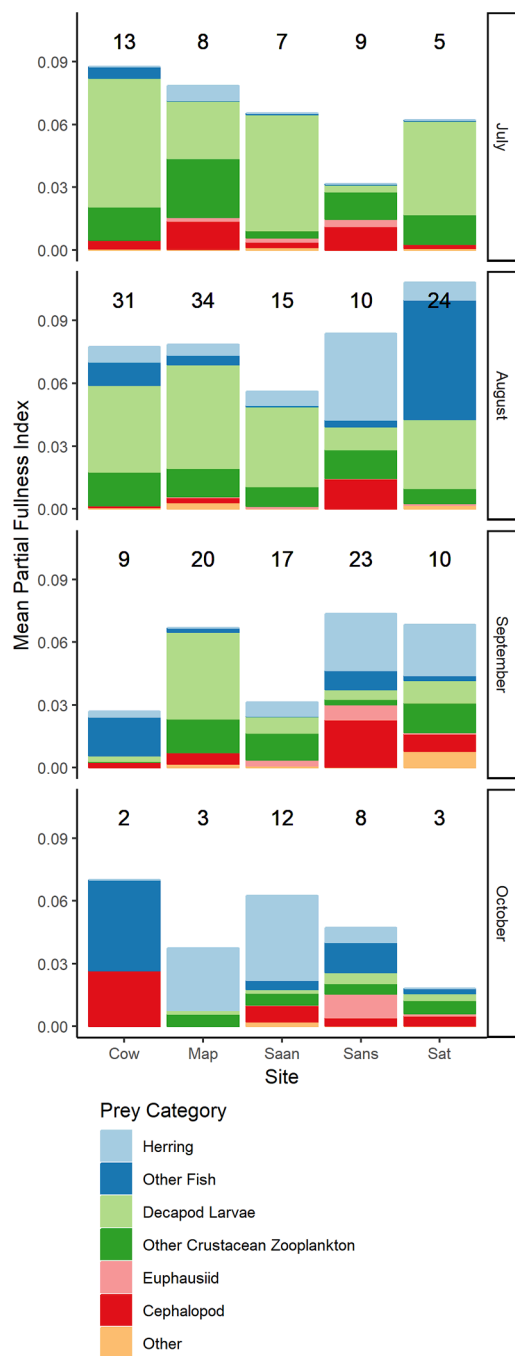 13 8 7 9 5
0.09
0.06
0.03
0.00
July
31 34 15 10 24
0.09
0.06
0.03
0.00
August
Mean Partial Fullness Index
9 20 17 23 10
0.09
0.06
0.03
0.00
September
2 3 12 8 3
0.09
0.06
0.03
0.00
October
Cow Map Saan Sans Sat
Site
Prey Category
Herring
Other Fish
Decapod Larvae
Other Crustacean Zooplankton
Euphausiid
Cephalopod
Other